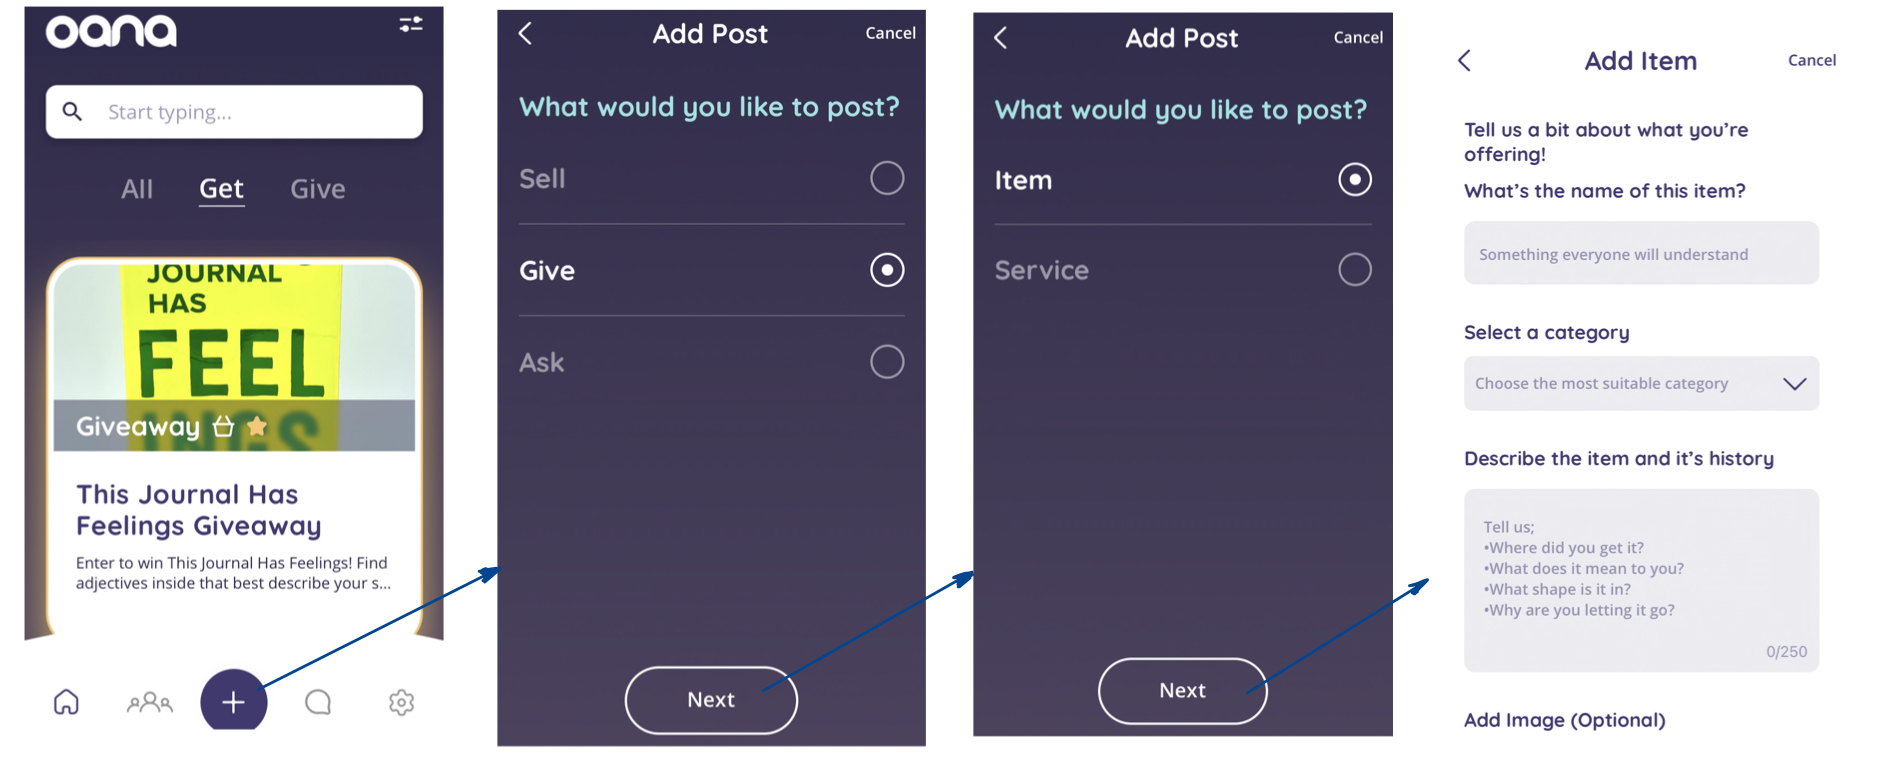 oana
Start typing...
All Get Give
JOURNAL
HAS
FEEL
INGS
Giveaway
This Journal Has
Feelings Giveaway
Enter to win This Journal Has Feelings! Find
adjectives inside that best describe your s...
Add Post
Cancel
What would you like to post?
Sell
Give
Ask
Next
Add Post
Cancel
What would you like to post?
Item
Service
Next
Add Item
Cancel
Tell us a bit about what you're
offering!
What's the name of this item?
Something everyone will understand
Select a category
Choose the most suitable category
Describe the item and it's history
Tell us;
•Where did you get it?
•What does it mean to you?
•What shape is it in?
•Why are you letting it go?
0/250
Add Image (Optional)